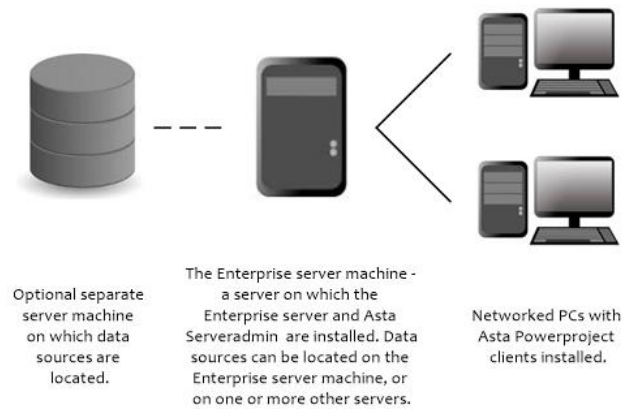 Optional separate
server machine
on which data
sources are
located.
The Enterprise server machine -
a server on which the
Enterprise server and Asta
Serveradmin are installed. Data
sources can be located on the
Enterprise server machine, or
on one or more other servers.
Networked PCs with
Asta Powerproject
clients installed.